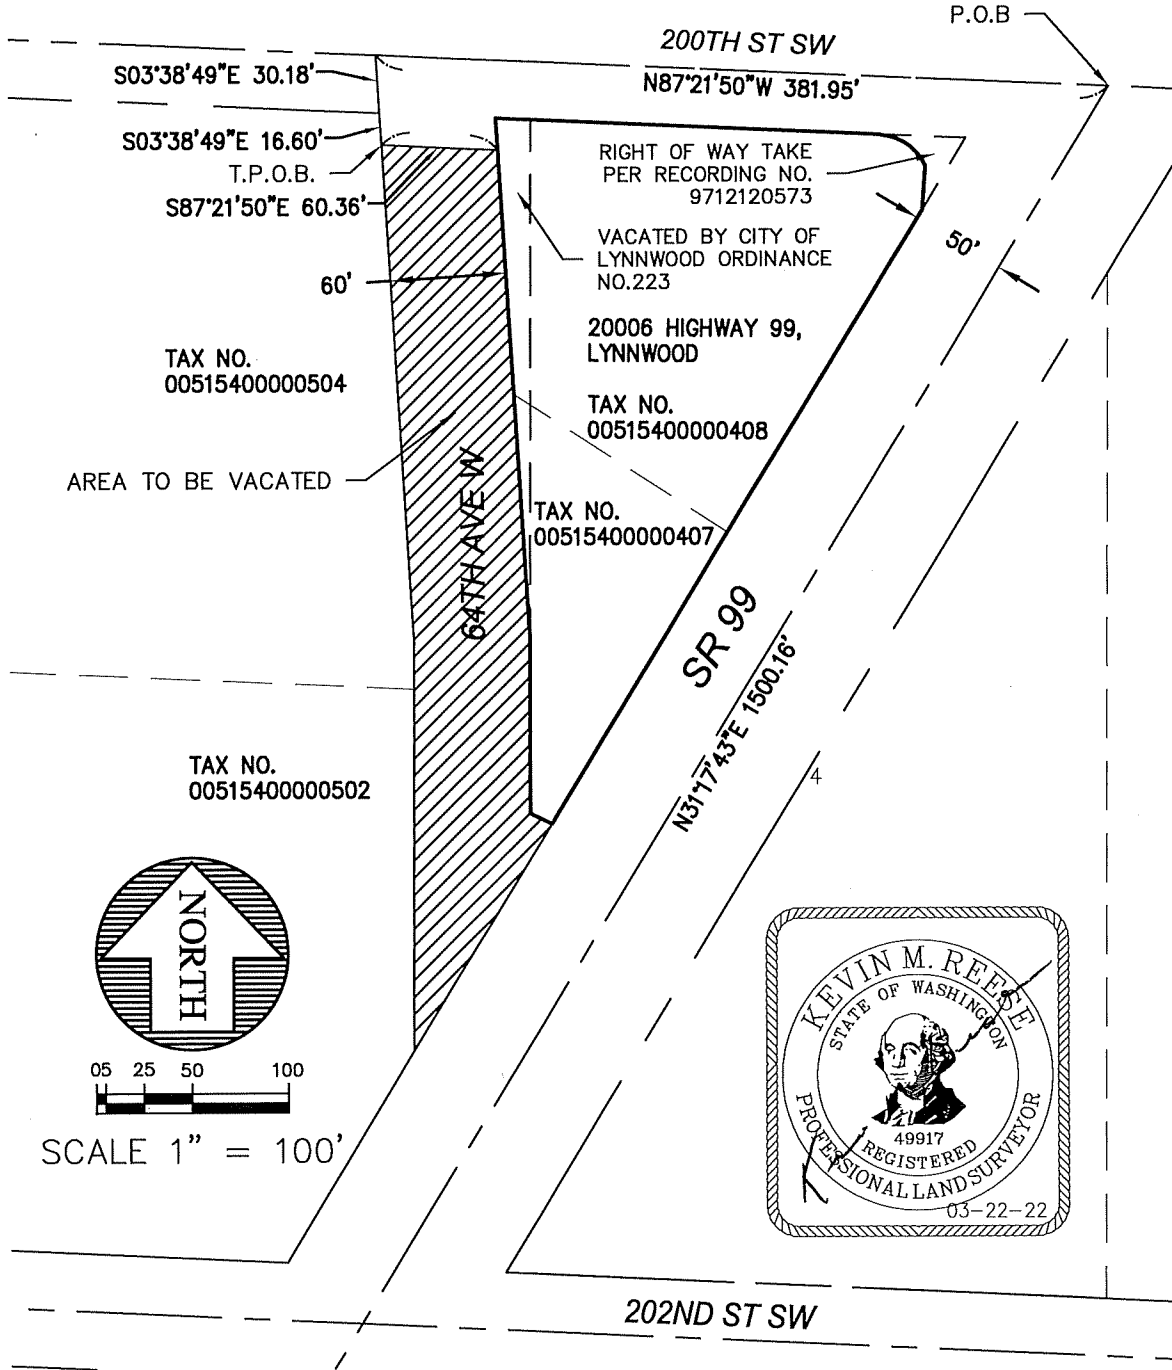 P.O.B
200TH ST SW
S03°38'49"E 30.18'
N87°21'50"W 381.95'
S03°38'49"E 16.60'
T.P.O.B.
S87°21'50"E 60.36'
RIGHT OF WAY TAKE
PER RECORDING NO.
9712120573
VACATED BY CITY OF
LYNNWOOD ORDINANCE
NO.223
50'
60'
20006 HIGHWAY 99,
LYNNWOOD
TAX NO.
00515400000504
TAX NO.
00515400000408
AREA TO BE VACATED
64TH AVE W
TAX NO.
00515400000407
SR 99
N31°17'43"E 1500.16'
4
TAX NO.
00515400000502
NORTH
05 25 50 100
SCALE 1" = 100'
KEVIN M. REESE
STATE OF WASHINGTON
49917
REGISTERED
PROFESSIONAL LAND SURVEYOR
03-22-22
202ND ST SW